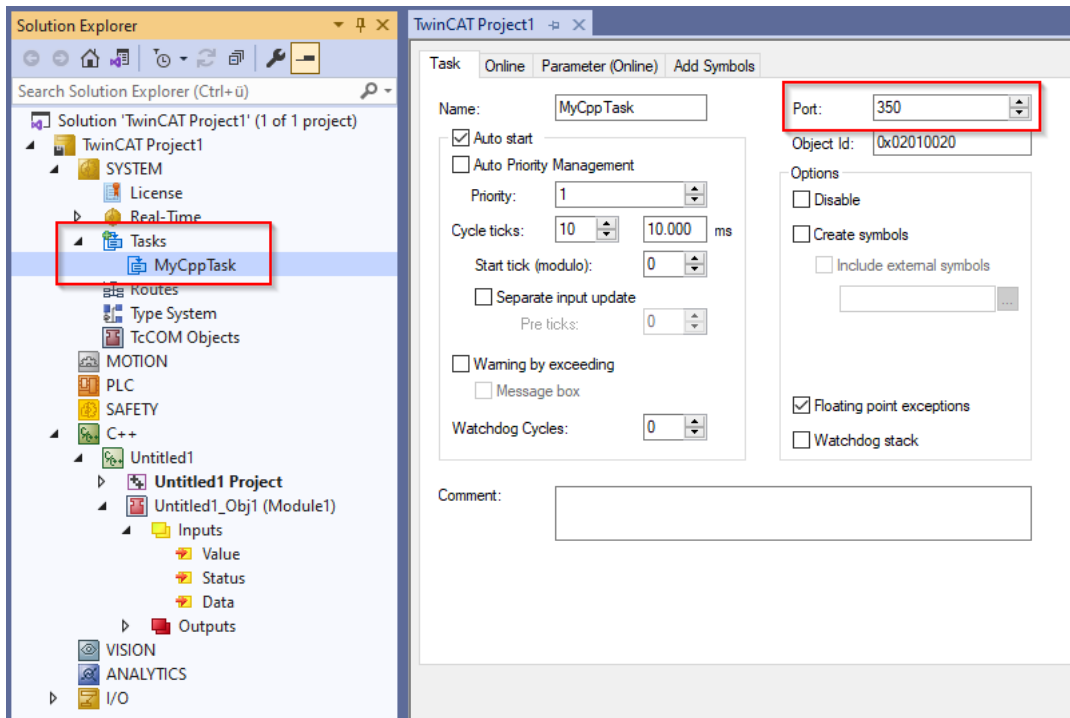 Solution Explorer
Search Solution Explorer (Ctrl+ü)
Solution 'TwinCAT Project1' (1 of 1 project)
TwinCAT Project1
SYSTEM
License
Real-Time
Tasks
MyCppTask
Routes
Type System
TcCOM Objects
MOTION
PLC
SAFETY
C++
Untitled1
Untitled1 Project
Untitled1_Obj1 (Module1)
Inputs
Value
Status
Data
Outputs
VISION
ANALYTICS
I/O
TwinCAT Project1
Task Online Parameter (Online) Add Symbols
Name: MyCppTask
Auto start
Auto Priority Management
Priority: 1
Cycle ticks: 10 10.000 ms
Start tick (modulo): 0
Separate input update
Pre ticks: 0
Warning by exceeding
Message box
Watchdog Cycles: 0
Port: 350
Object Id: 0x02010020
Options
Disable
Create symbols
Include external symbols
...
Floating point exceptions
Watchdog stack
Comment: